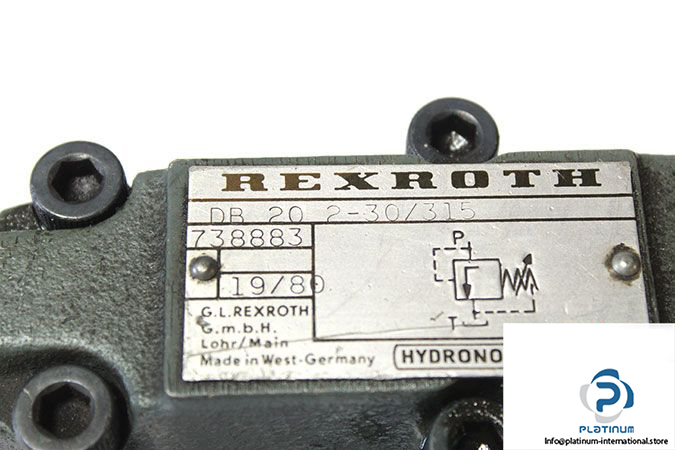 REXROTH
DB 20 2-30/315
738883
19/80
P
T
G.L.REXROTH
G.m.b.H.
Lohr/Main
Made in West-Germany
HYDRONO
PLATINUM
Info@platinum-international.store